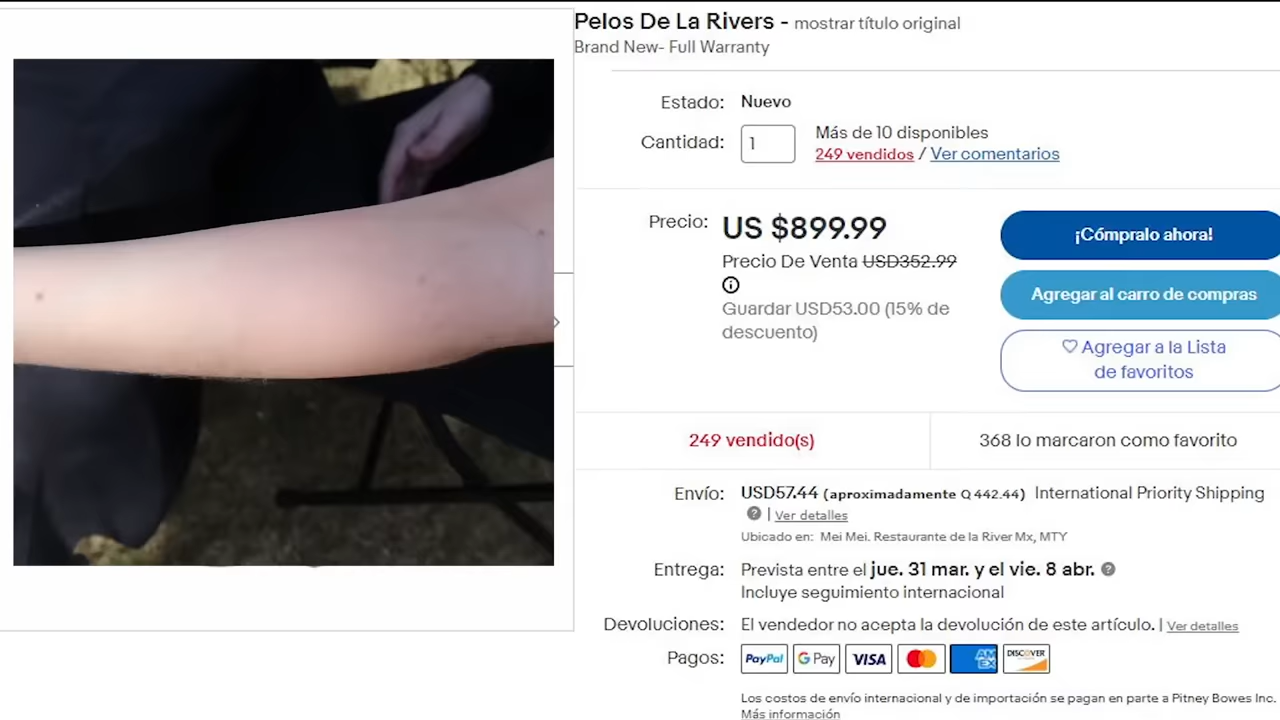 Pelos De La Rivers - mostrar título original
Brand New- Full Warranty
Estado: Nuevo
Cantidad: 1
Más de 10 disponibles
249 vendidos / Ver comentarios
Precio: US $899.99
Precio De Venta USD352.99
Guardar USD53.00 (15% de
descuento)
¡Cómpralo ahora!
Agregar al carro de compras
Agregar a la Lista
de favoritos
249 vendido(s)
368 lo marcaron como favorito
Envío: USD57.44 (aproximadamente Q 442.44) International Priority Shipping
| Ver detalles
Ubicado en: Mei Mei. Restaurante de la River Mx, MTY
Entrega: Prevista entre el jue. 31 mar. y el vie. 8 abr.
Incluye seguimiento internacional
Devoluciones: El vendedor no acepta la devolución de este artículo. | Ver detalles
Pagos: PayPal G Pay VISA AMEX DISCOVER
Los costos de envío internacional y de importación se pagan en parte a Pitney Bowes Inc.
Más información